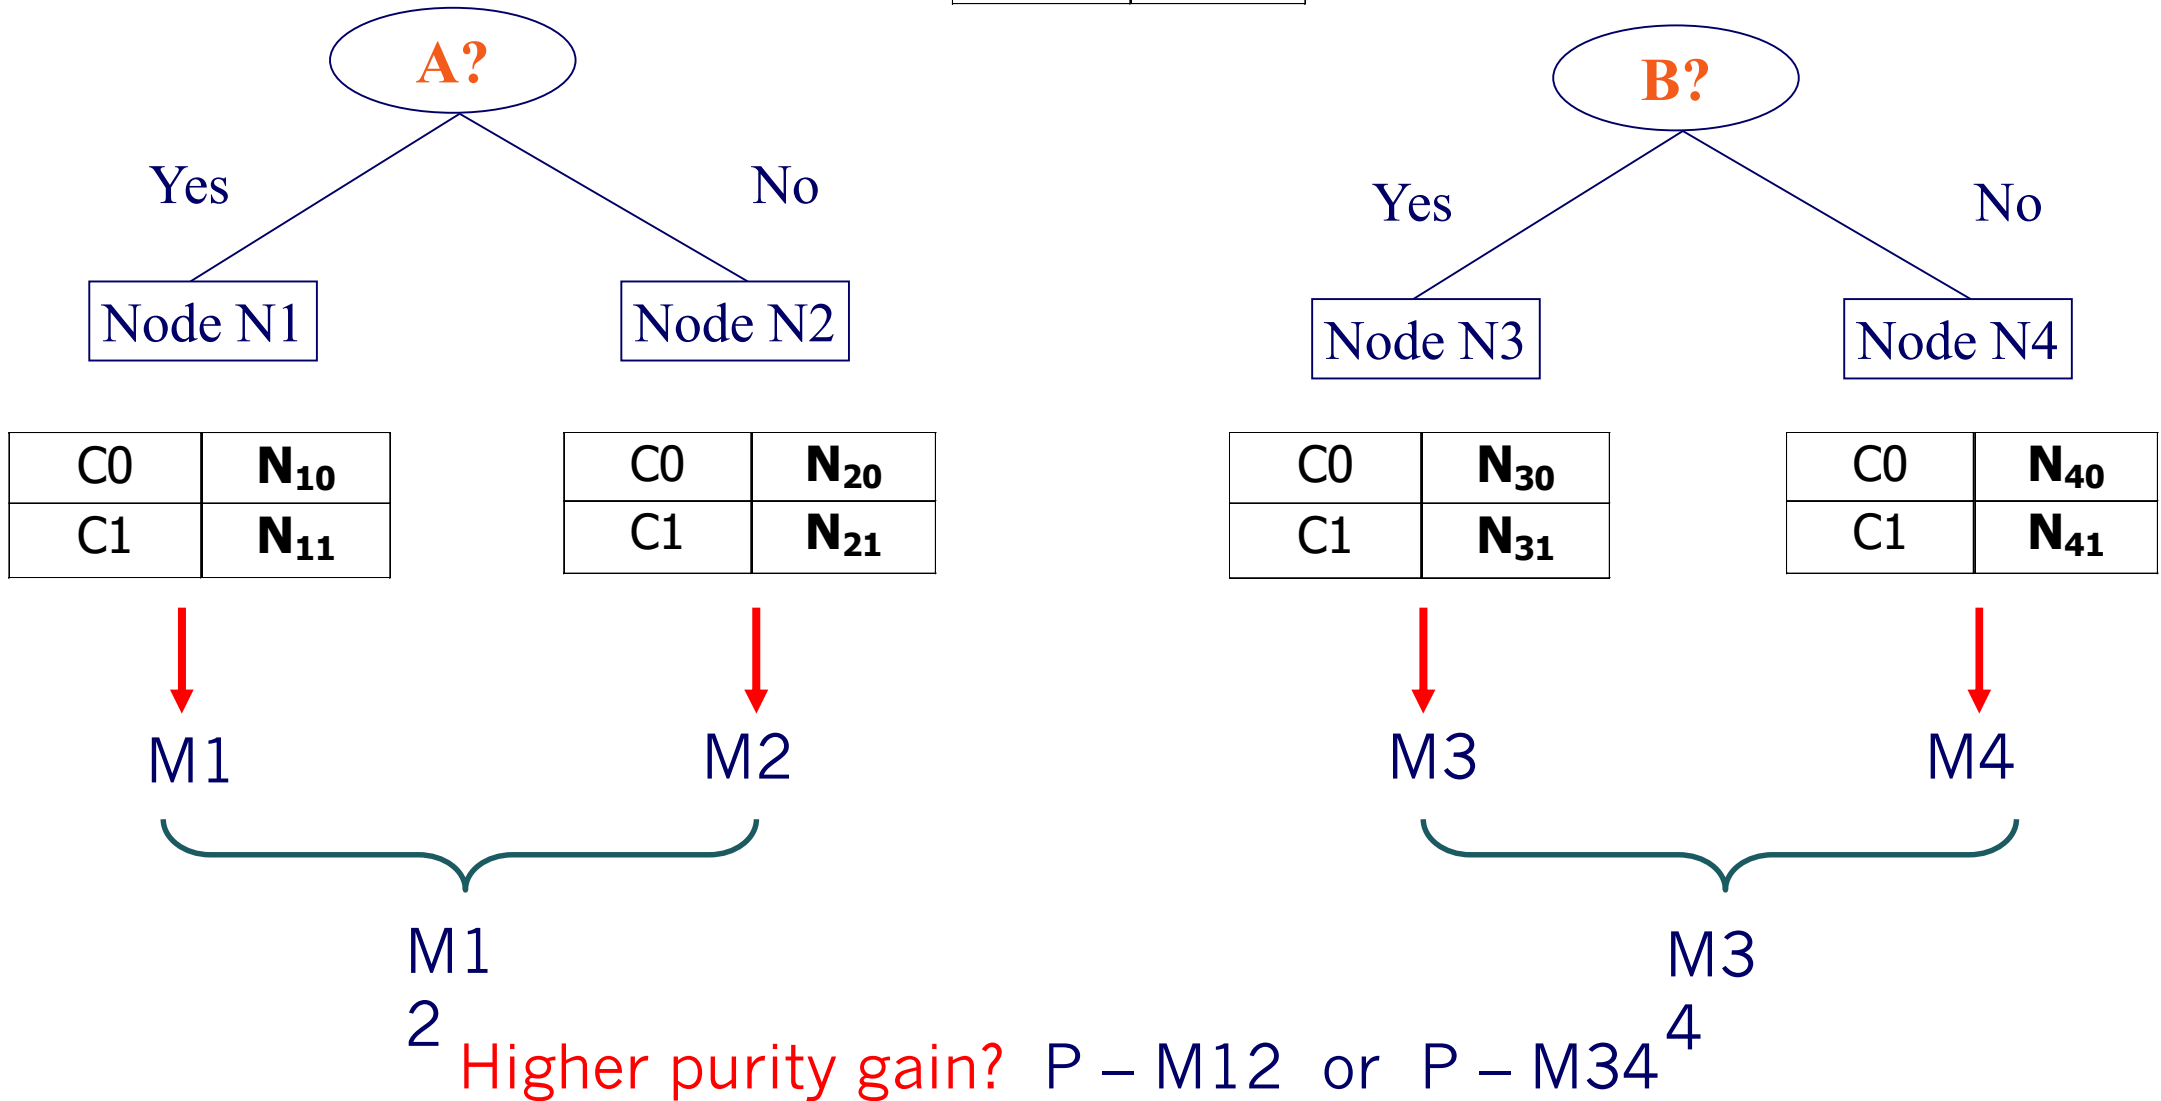 A?
B?
Yes
No
Yes
No
Node N1
Node N2
Node N3
Node N4
C0 N10
C1 N11
C0 N20
C1 N21
C0 N30
C1 N31
C0 N40
C1 N41
M1
M2
M3
M4
M1
2
M3
4
Higher purity gain? P – M12 or P – M34